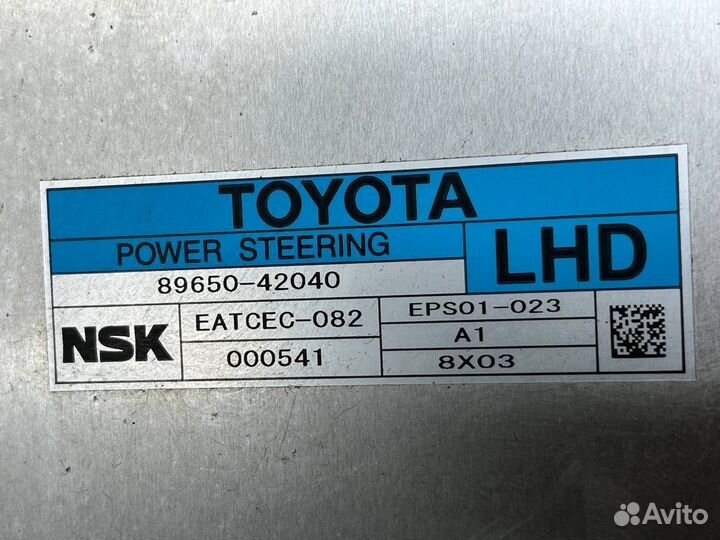 TOYOTA
POWER STEERING
LHD
89650-42040
NSK
EATCEC-082
EPS01-023
A1
000541
8X03
Avito